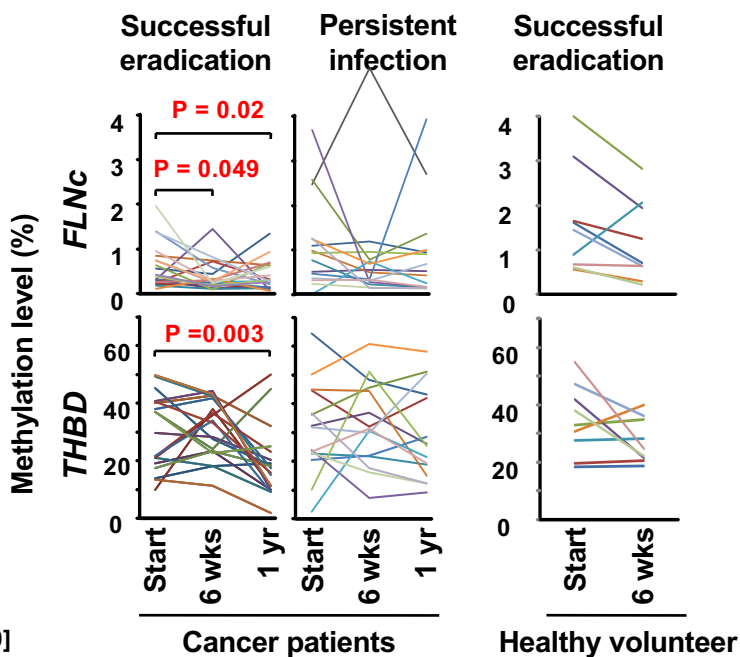 Successful eradication
Persistent infection
Successful eradication
Methylation level (%)
FLNc
4
3
2
1
0
P = 0.02
P = 0.049
4
3
2
1
0
THBD
60
40
20
0
P =0.003
60
40
20
0
Start
6 wks
1 yr
Start
6 wks
1 yr
Start
6 wks
]
Cancer patients
Healthy volunteer